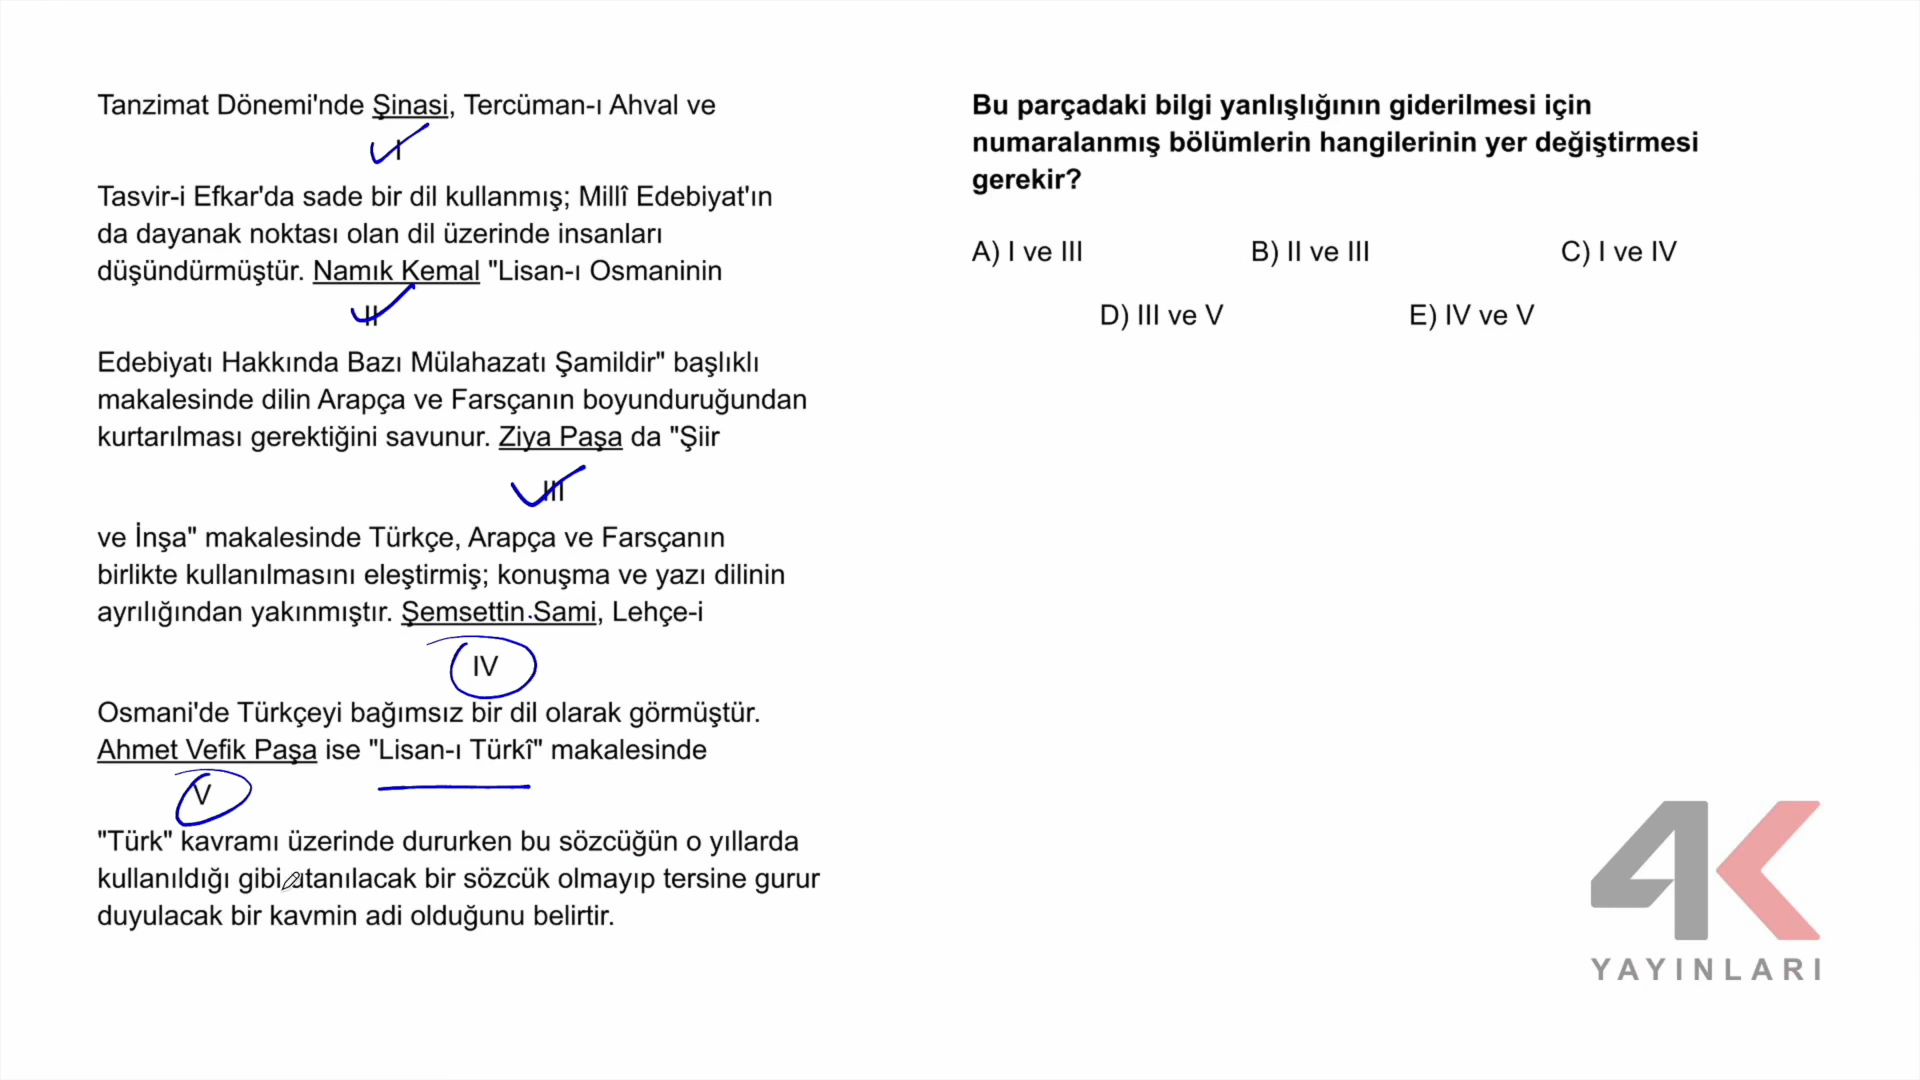 Tanzimat Dönemi'nde Şinasi, Tercüman-ı Ahval ve
I
Tasvir-i Efkar'da sade bir dil kullanmış; Millî Edebiyat'ın
da dayanak noktası olan dil üzerinde insanları
düşündürmüştür. Namık Kemal "Lisan-ı Osmaninin
II
Edebiyatı Hakkında Bazı Mülahazatı Şamildir" başlıklı
makalesinde dilin Arapça ve Farsçanın boyunduruğundan
kurtarılması gerektiğini savunur. Ziya Paşa da "Şiir
III
ve İnşa" makalesinde Türkçe, Arapça ve Farsçanın
birlikte kullanılmasını eleştirmiş; konuşma ve yazı dilinin
ayrılığından yakınmıştır. Şemsettin Sami, Lehçe-i
IV
Osmani'de Türkçeyi bağımsız bir dil olarak görmüştür.
Ahmet Vefik Paşa ise "Lisan-ı Türkî" makalesinde
V
"Türk" kavramı üzerinde dururken bu sözcüğün o yıllarda
kullanıldığı gibi utanılacak bir sözcük olmayıp tersine gurur
duyulacak bir kavmin adi olduğunu belirtir.
Bu parçadaki bilgi yanlışlığının giderilmesi için
numaralanmış bölümlerin hangilerinin yer değiştirmesi
gerekir?
A) I ve III B) II ve III C) I ve IV
D) III ve V E) IV ve V
4K
YAYINLARI